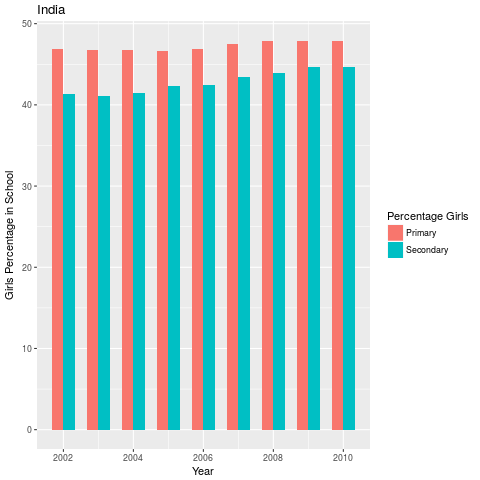 India
50
40
30
20
10
0
Girls Percentage in School
2002 2004 2006 2008 2010
Year
Percentage Girls
Primary
Secondary